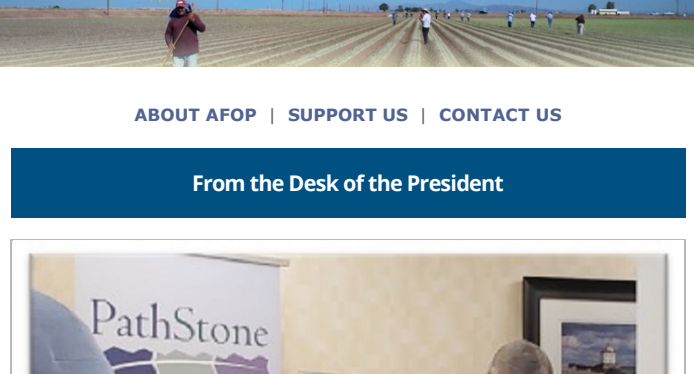 ABOUT AFOP | SUPPORT US | CONTACT US
From the Desk of the President
PathStone